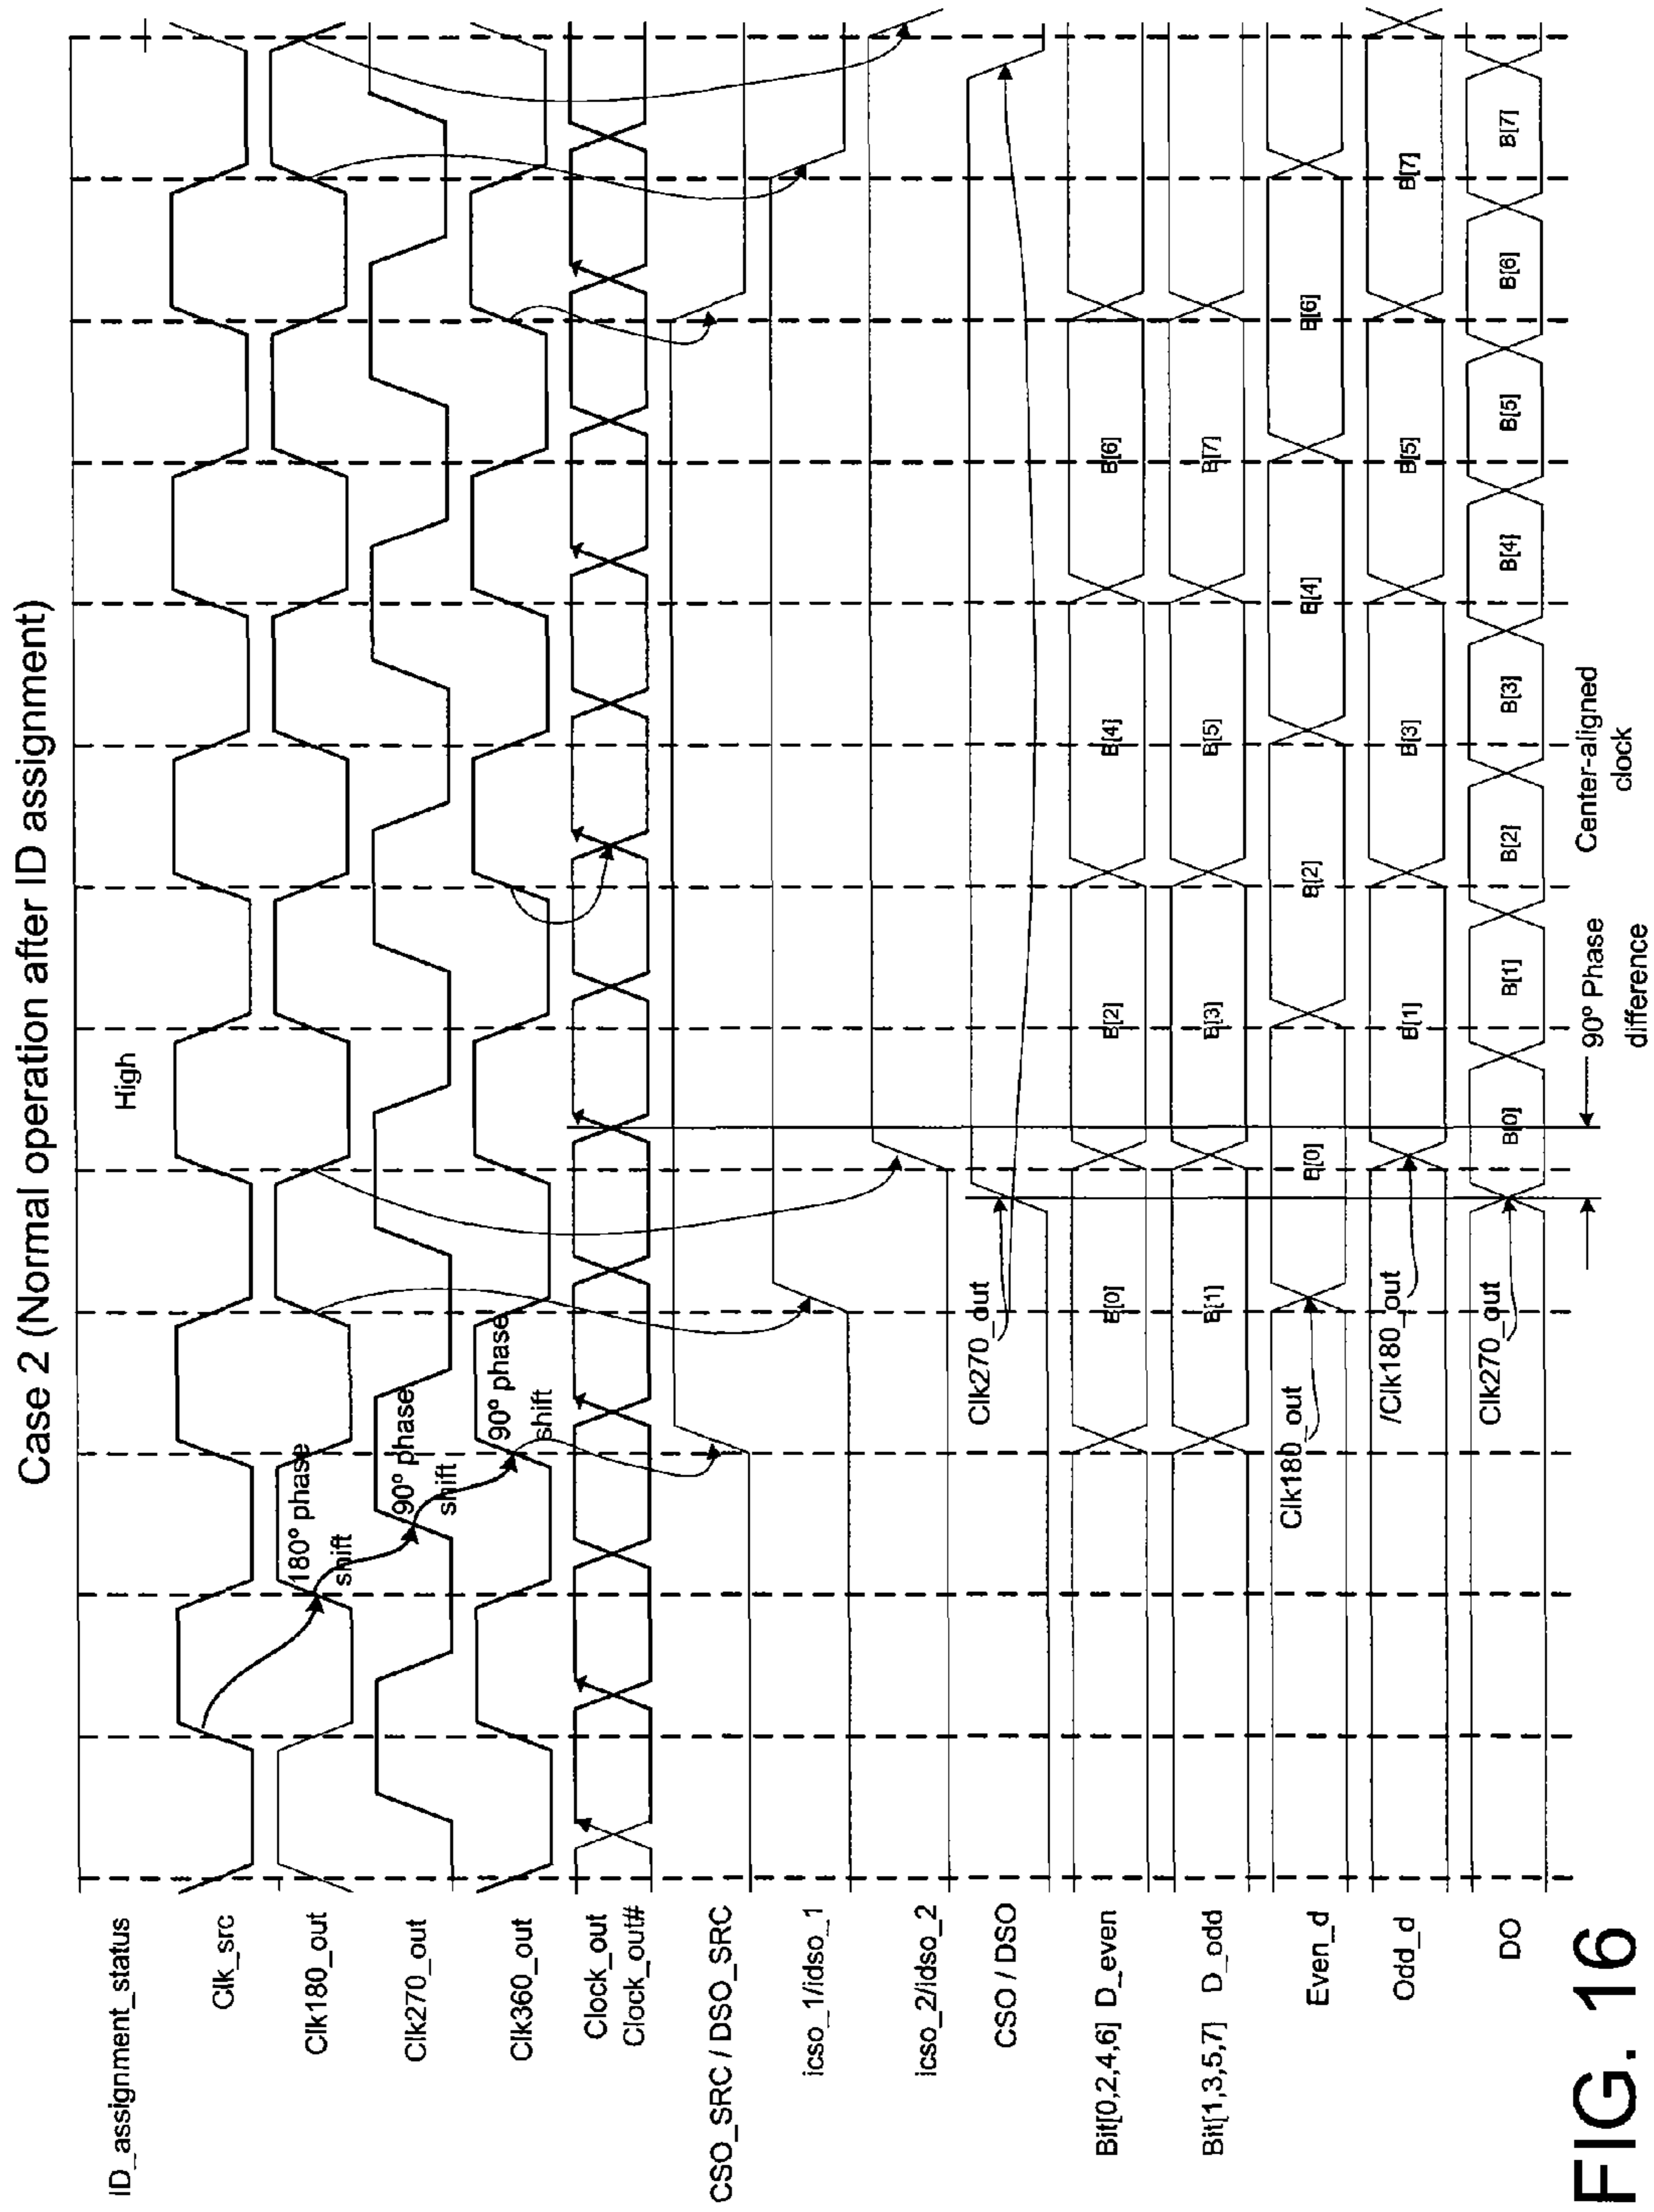 Case 2 (Normal operation after ID assignment)
ID_assignment_status
High
Clk_src
Clk180_out
180º phase
shift
Clk270_out
90º phase
shift
Clk360_out
90º phase
shift
Clock_out
Clock_out#
CSO_SRC / DSO_SRC
icso_1/idso_1
icso_2/idso_2
CSO / DSO
Clk270_out
Bit[0,2,4,6] D_even
B[0] B[2] B[4] B[6]
Bit[1,3,5,7] D_odd
B[1] B[3] B[5] B[7]
Even_d
Clk180_out
B[0] B[2] B[4] B[6]
Odd_d
/Clk180_out
B[1] B[3] B[5] B[7]
DO
Clk270_out
B[0] B[1] B[2] B[3] B[4] B[5] B[6] B[7]
90º Phase
difference
Center-aligned
clock
FIG. 16